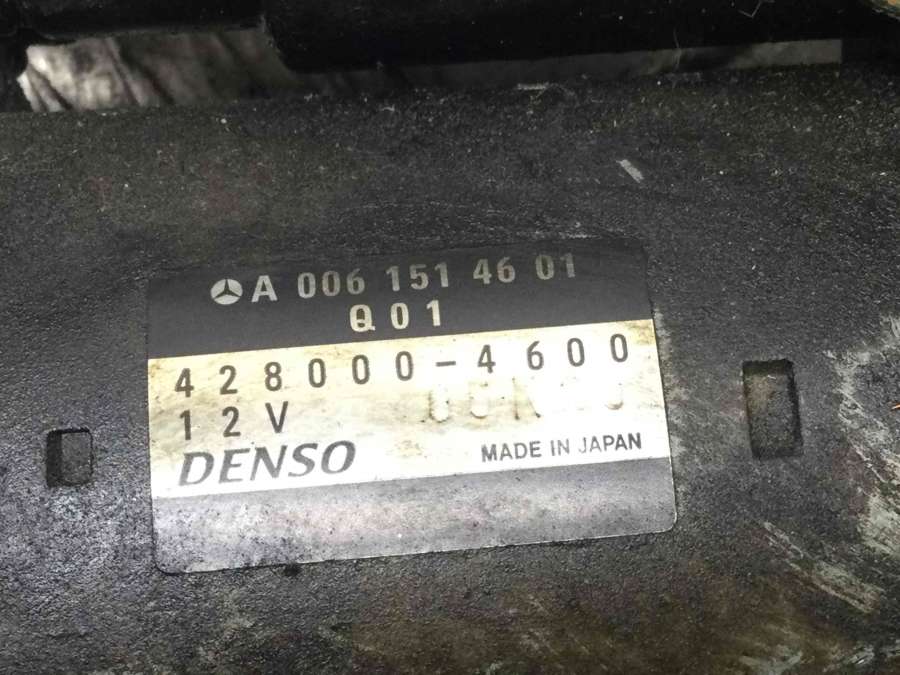 A 006 151 46 01
Q01
428000-4600
12V
DENSO
MADE IN JAPAN